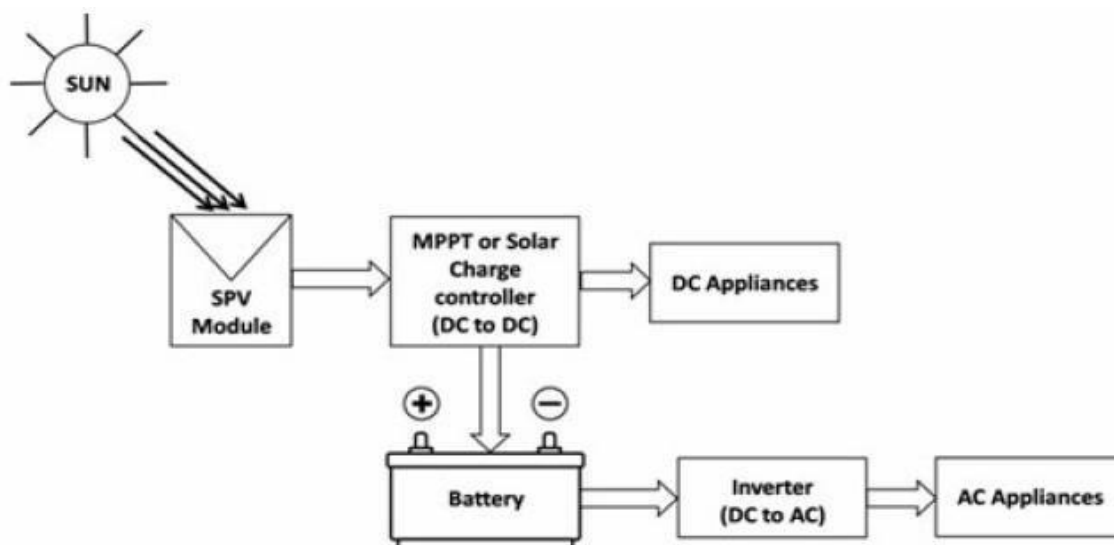 SUN
SPV
Module
MPPT or Solar
Charge
controller
(DC to DC)
DC Appliances
+
−
Battery
Inverter
(DC to AC)
AC Appliances